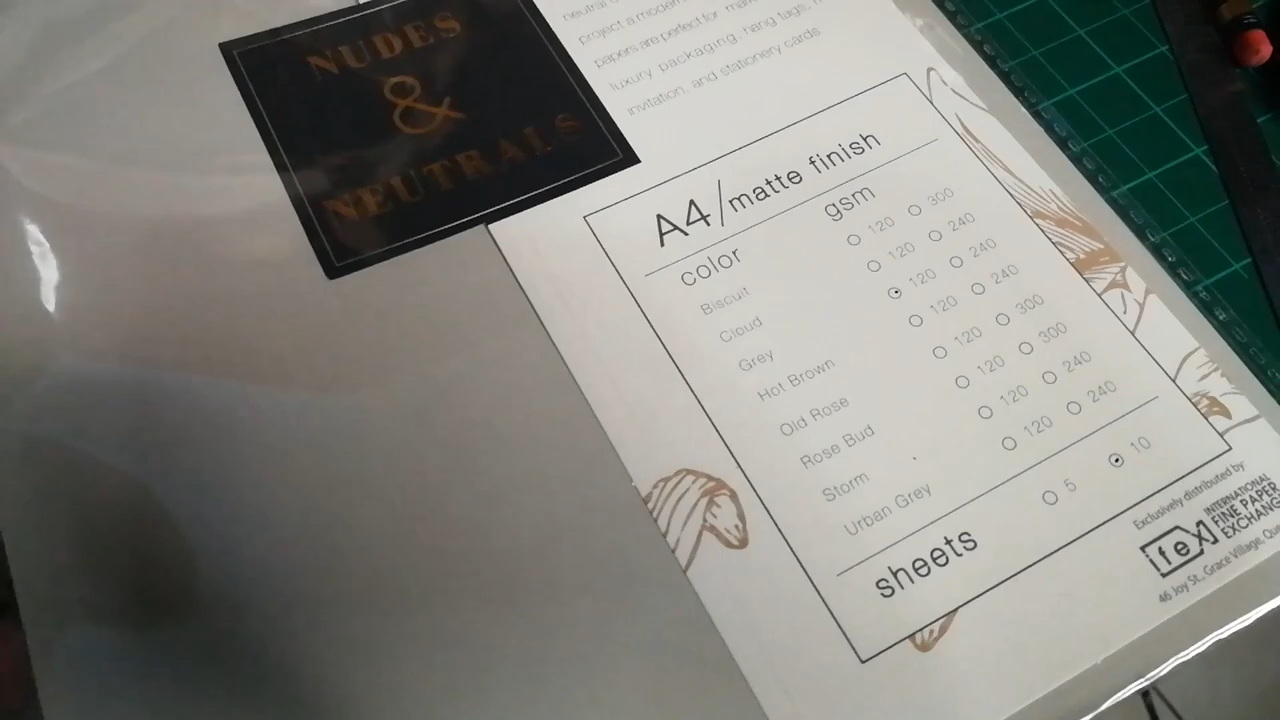 NUDES
&
NEUTRALS
neutral
project a modern
papers are perfect for
luxury packaging, hang tags,
invitation, and stationery cards
A4/matte finish
color gsm
Biscuit 120 300
Cloud 120 240
Grey 120 240
Hot Brown 120 240
Old Rose 120 300
Rose Bud 120 300
Storm 120 240
Urban Grey 120 240
sheets 5 10
Exclusively distributed by:
ifex INTERNATIONAL
FINE PAPER
EXCHANGE
46 Joy St., Grace Village,